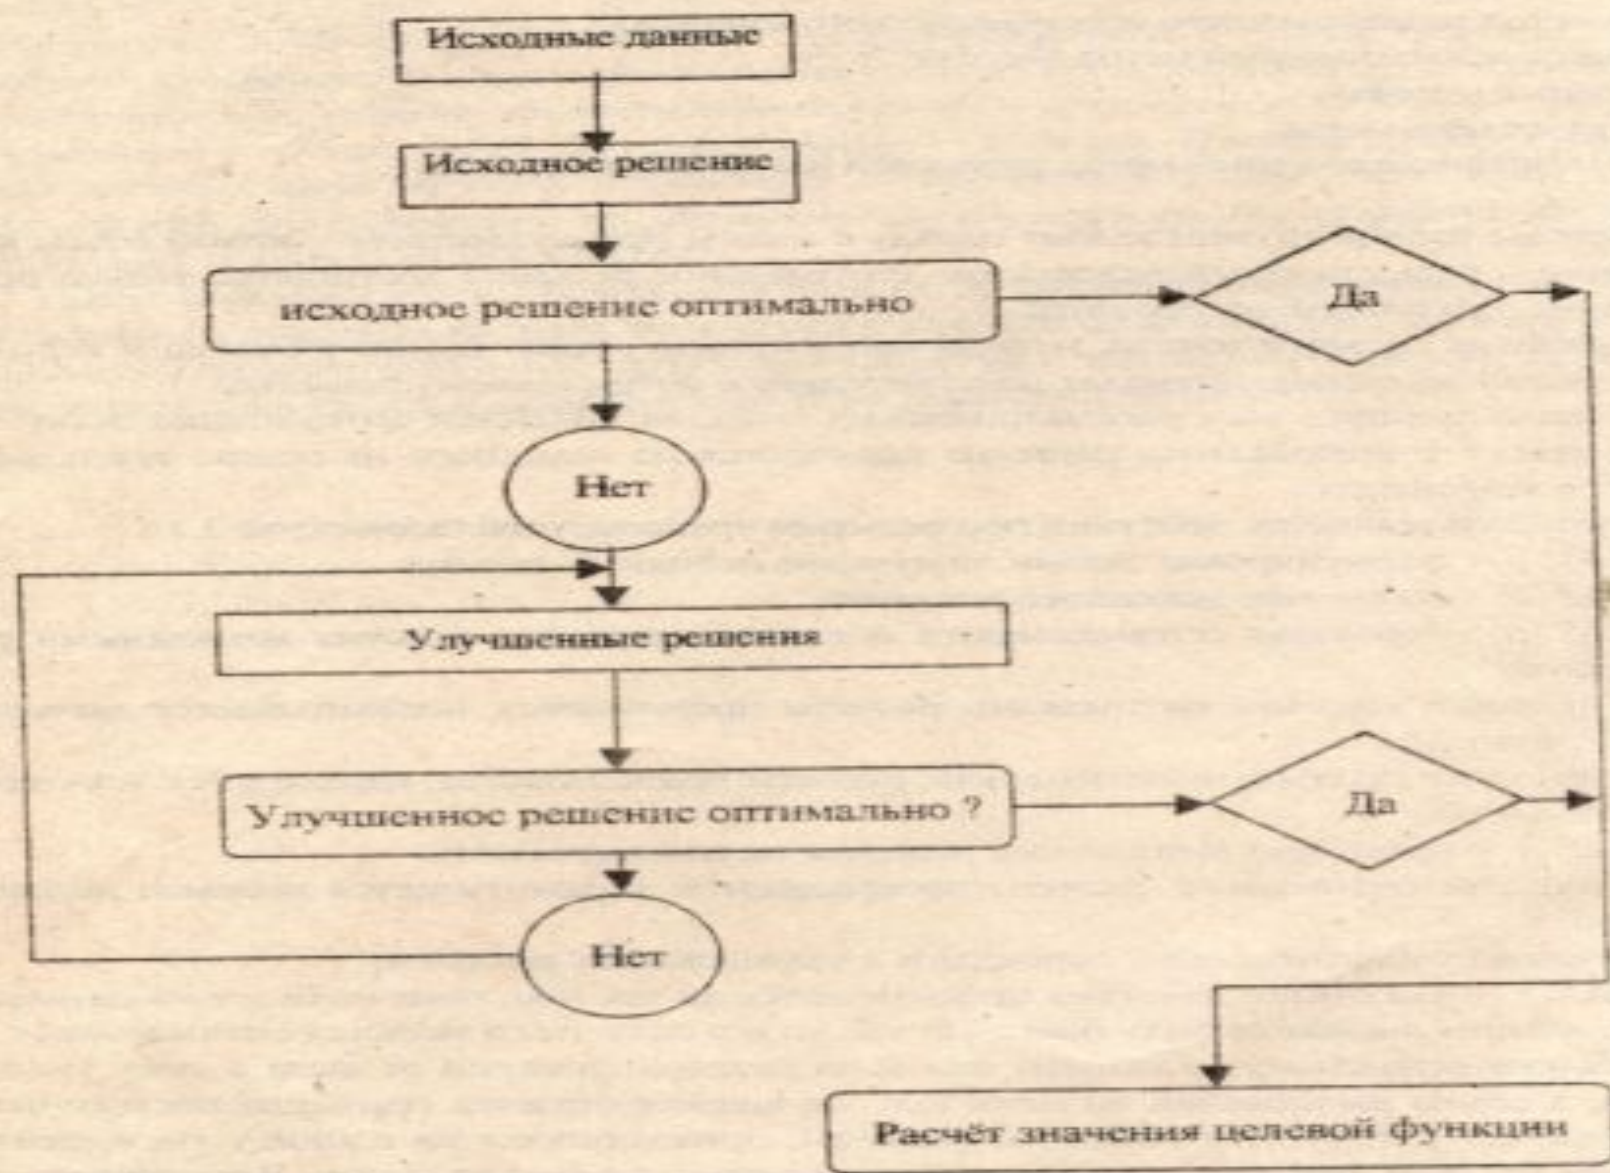 Исходные данные
Исходное решение
исходное решение оптимально
Да
Нет
Улучшенные решения
Улучшенное решение оптимально ?
Да
Нет
Расчёт значения целевой функции